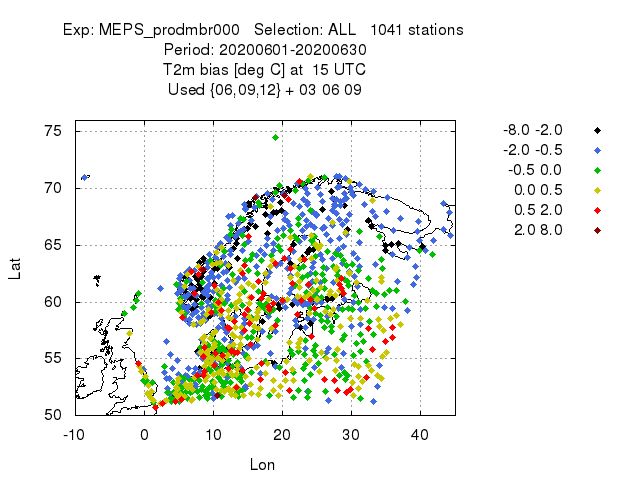 Exp: MEPS_prodmbr000 Selection: ALL 1041 stations
Period: 20200601-20200630
T2m bias [deg C] at 15 UTC
Used {06,09,12} + 03 06 09
-8.0 -2.0
-2.0 -0.5
-0.5 0.0
0.0 0.5
0.5 2.0
2.0 8.0
75
70
65
60
55
50
Lat
-10 0 10 20 30 40
Lon